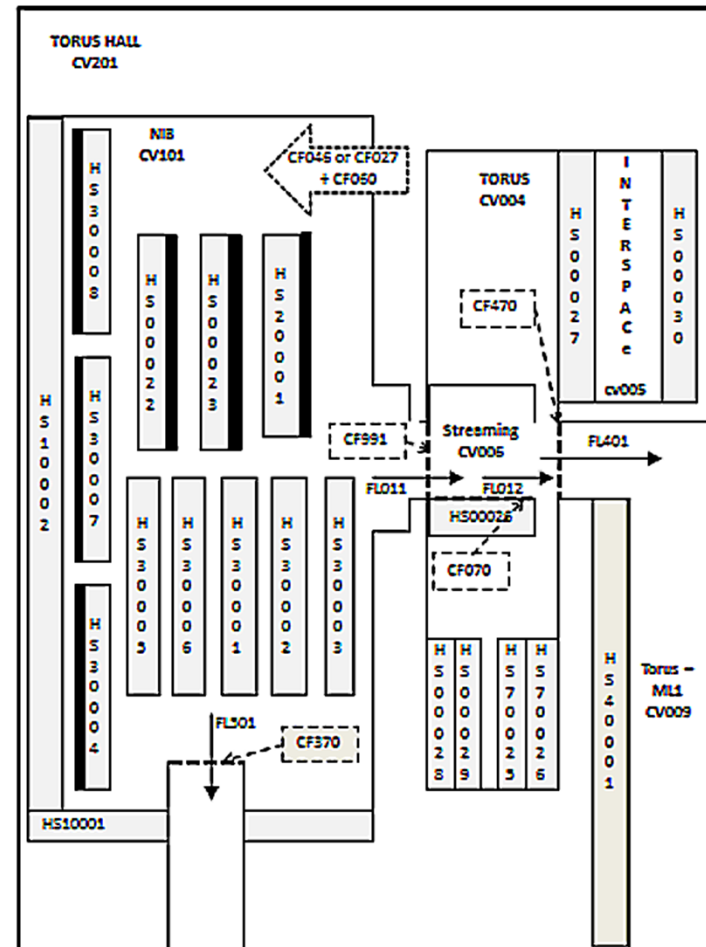 TORUS HALL
CV201
NIB
CV101
CF046 or CF027
+ CF060
TORUS
CV004
INTERSPACe
cv005
HS30008
HS00022
HS00023
HS20001
HS00027
HS00030
CF470
HS10002
HS30007
CF991
Streaming
CV006
FL401
FL011
FL012
HS00026
CF070
HS30005
HS30006
HS30001
HS30002
HS30003
HS30004
HS00028
HS00029
HS70025
HS70026
HS40001
Torus –
ML1
CV009
FL501
CF370
HS10001